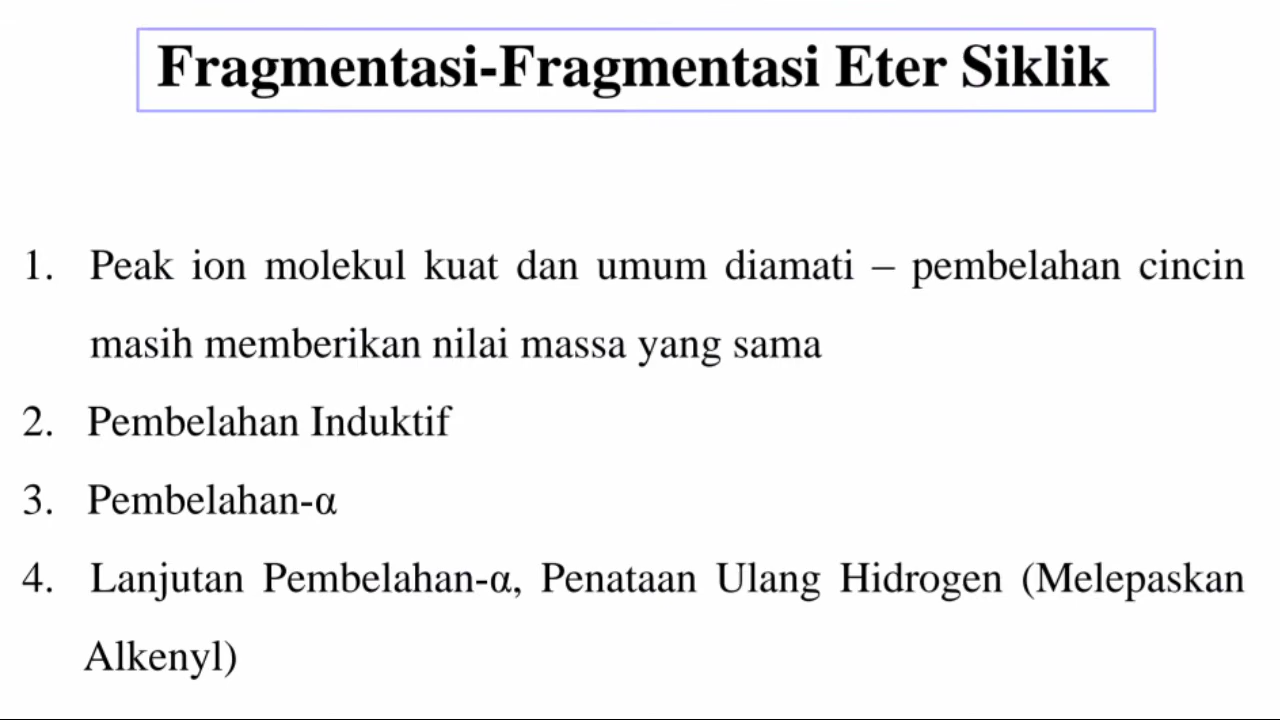 Fragmentasi-Fragmentasi Eter Siklik
1. Peak ion molekul kuat dan umum diamati – pembelahan cincin
masih memberikan nilai massa yang sama
2. Pembelahan Induktif
3. Pembelahan-α
4. Lanjutan Pembelahan-α, Penataan Ulang Hidrogen (Melepaskan
Alkenyl)